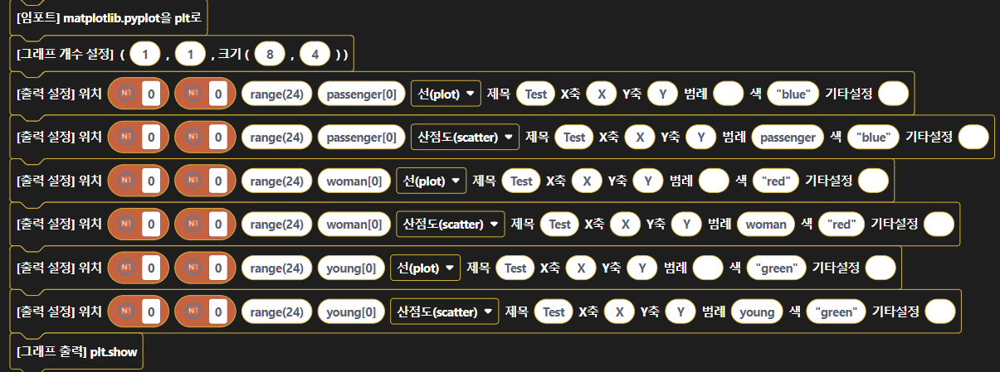 [임포트] matplotlib.pyplot을 plt로
[그래프 개수 설정] ( 1 , 1 , 크기 ( 8 , 4 ) )
[출력 설정] 위치 N1 0 N1 0 range(24) passenger[0] 선(plot) 제목 Test X축 X Y축 Y 범례 색 "blue" 기타설정
[출력 설정] 위치 N1 0 N1 0 range(24) passenger[0] 산점도(scatter) 제목 Test X축 X Y축 Y 범례 passenger 색 "blue" 기타설정
[출력 설정] 위치 N1 0 N1 0 range(24) woman[0] 선(plot) 제목 Test X축 X Y축 Y 범례 색 "red" 기타설정
[출력 설정] 위치 N1 0 N1 0 range(24) woman[0] 산점도(scatter) 제목 Test X축 X Y축 Y 범례 woman 색 "red" 기타설정
[출력 설정] 위치 N1 0 N1 0 range(24) young[0] 선(plot) 제목 Test X축 X Y축 Y 범례 색 "green" 기타설정
[출력 설정] 위치 N1 0 N1 0 range(24) young[0] 산점도(scatter) 제목 Test X축 X Y축 Y 범례 young 색 "green" 기타설정
[그래프 출력] plt.show